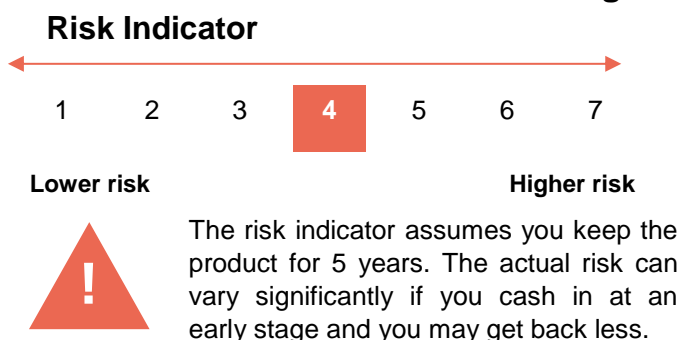 Risk Indicator
1 2 3 4 5 6 7
Lower risk Higher risk
!
The risk indicator assumes you keep the
product for 5 years. The actual risk can
vary significantly if you cash in at an
early stage and you may get back less.